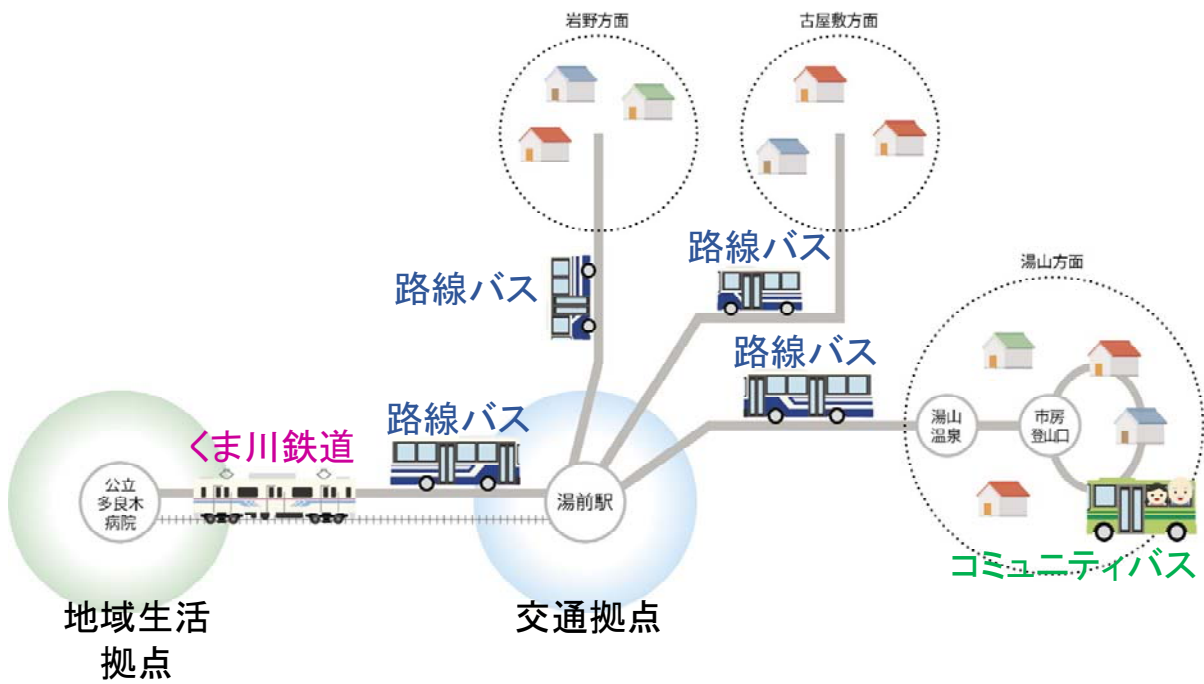 岩野方面
古屋敷方面
路線バス
路線バス
湯山方面
路線バス
路線バス
湯山
温泉
市房
登山口
くま川鉄道
公立
多良木
病院
湯前駅
コミュニティバス
地域生活
拠点
交通拠点